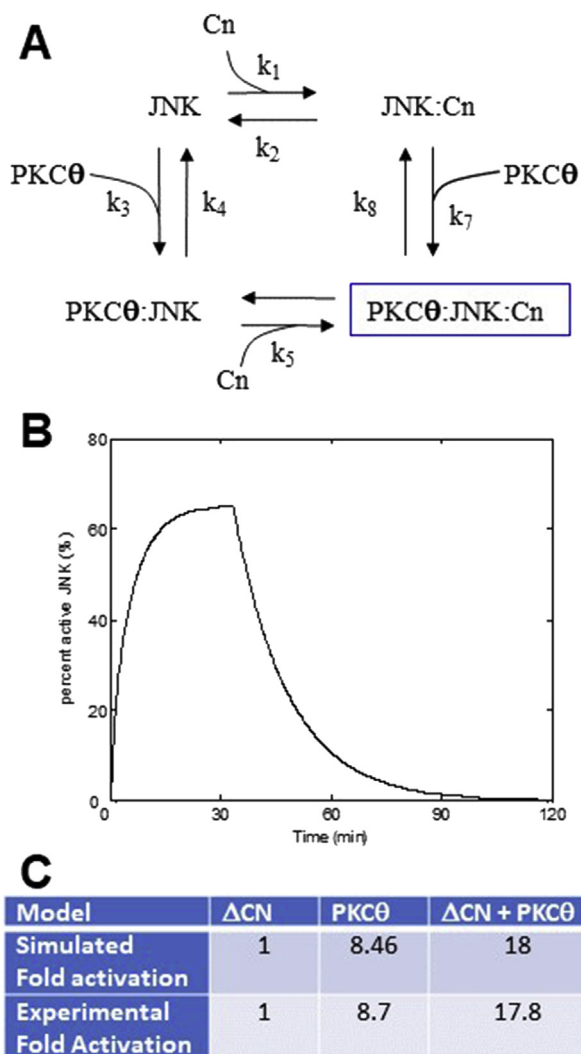 A
Cn
k1
JNK
JNK:Cn
k2
PKCθ
k3
k4
k8
k7
PKCθ
PKCθ:JNK
PKCθ:JNK:Cn
k5
Cn
B
80
60
40
20
0
percent active JNK (%)
0 30 60 90 120
Time (min)
C
Model ΔCN PKCθ ΔCN + PKCθ
Simulated 1 8.46 18
Fold activation
Experimental 1 8.7 17.8
Fold Activation